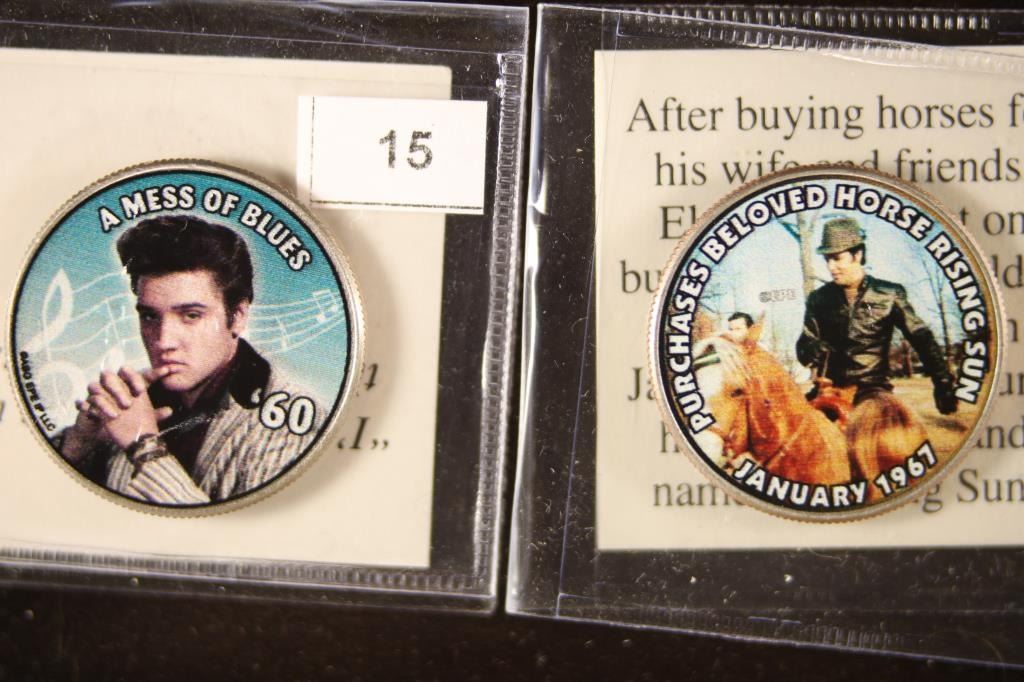 15
A MESS OF BLUES
'60
I,,
After buying horses
his wife and friends
PURCHASES BELOVED HORSE RISING SUN
©EPE
JANUARY 1967
Sun